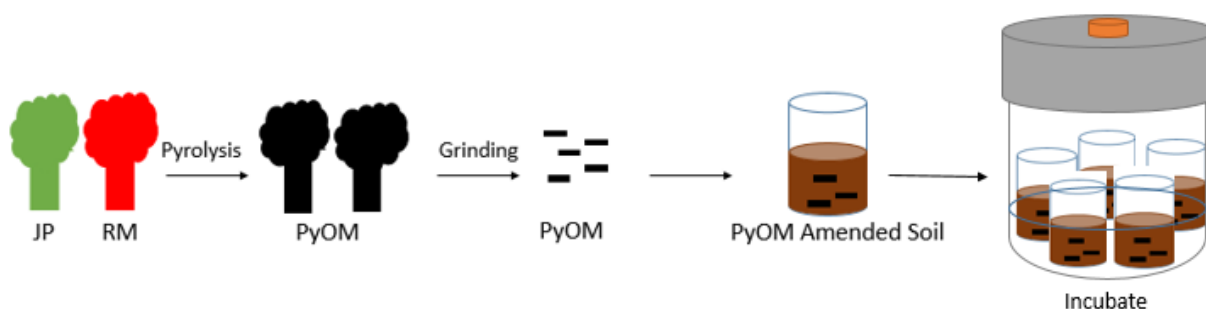 Pyrolysis
Grinding
JP
RM
PyOM
PyOM
PyOM Amended Soil
Incubate